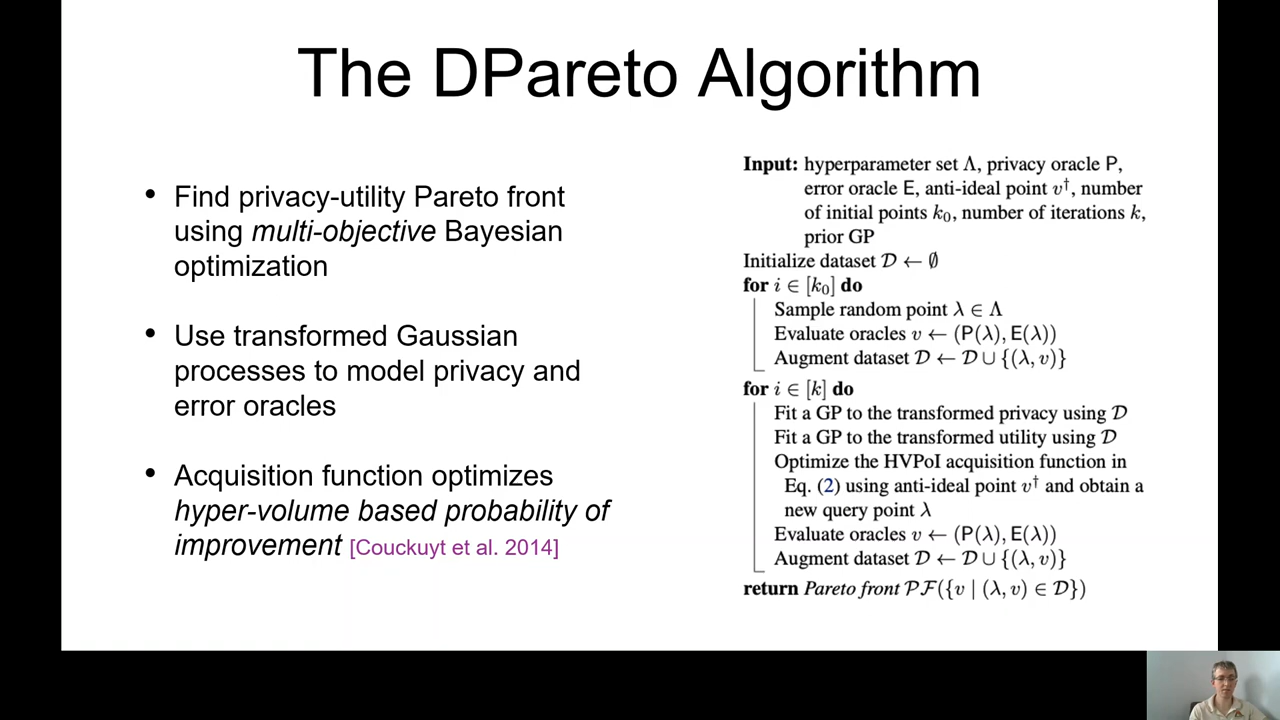 The DPareto Algorithm
• Find privacy-utility Pareto front
using multi-objective Bayesian
optimization
• Use transformed Gaussian
processes to model privacy and
error oracles
• Acquisition function optimizes
hyper-volume based probability of
improvement [Couckuyt et al. 2014]
Input: hyperparameter set Λ, privacy oracle P,
error oracle E, anti-ideal point v†, number
of initial points k₀, number of iterations k,
prior GP
Initialize dataset 𝒟 ← ∅
for i ∈ [k₀] do
Sample random point λ ∈ Λ
Evaluate oracles v ← (P(λ), E(λ))
Augment dataset 𝒟 ← 𝒟 ∪ {(λ, v)}
for i ∈ [k] do
Fit a GP to the transformed privacy using 𝒟
Fit a GP to the transformed utility using 𝒟
Optimize the HVPoI acquisition function in
Eq. (2) using anti-ideal point v† and obtain a
new query point λ
Evaluate oracles v ← (P(λ), E(λ))
Augment dataset 𝒟 ← 𝒟 ∪ {(λ, v)}
return Pareto front 𝒫ℱ({v | (λ, v) ∈ 𝒟})